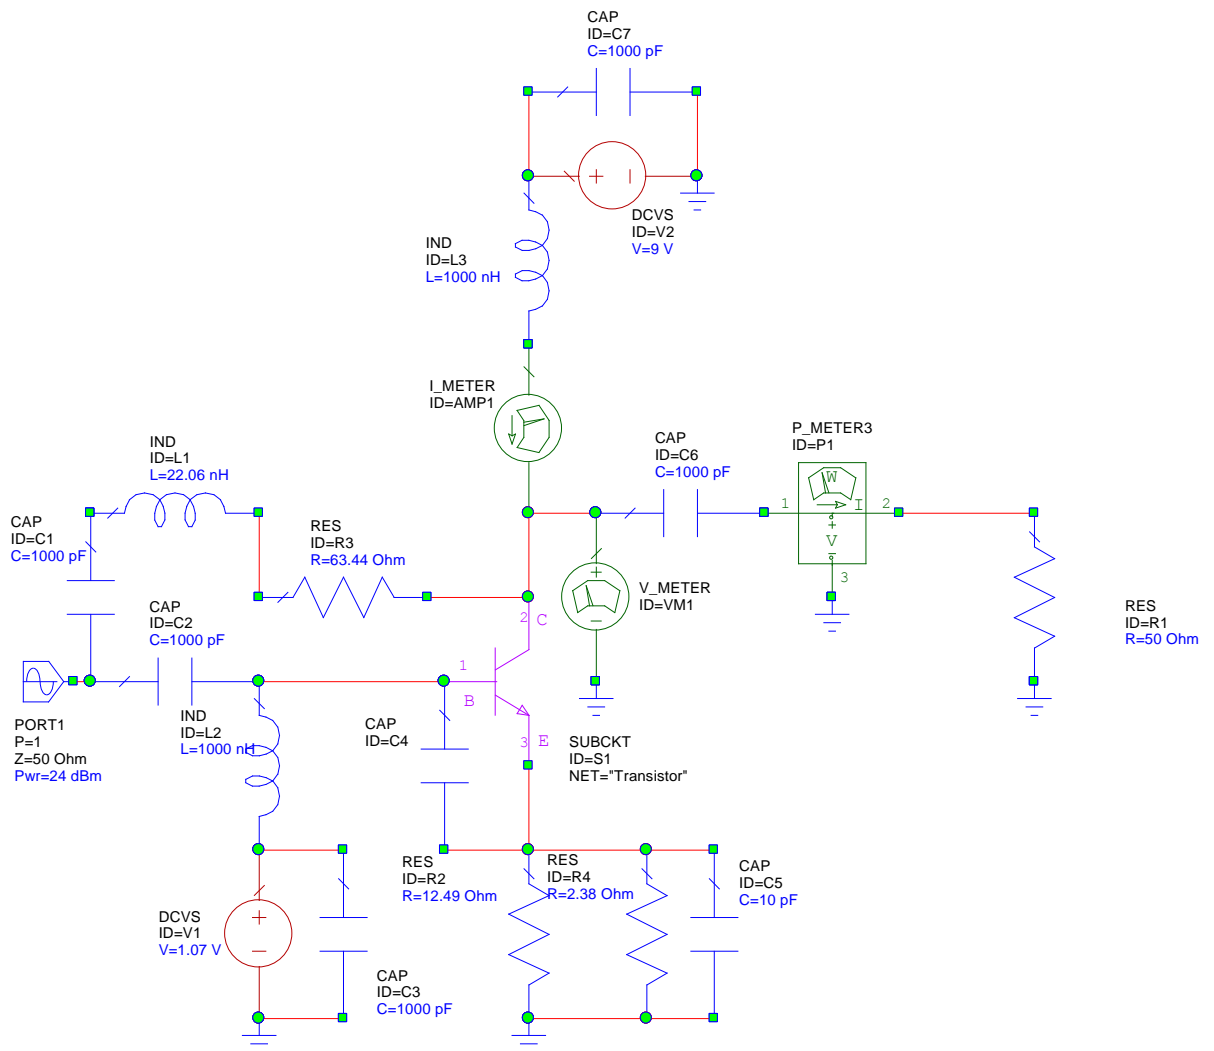 CAP
ID=C7
C=1000 pF
+
DCVS
ID=V2
V=9 V
IND
ID=L3
L=1000 nH
I_METER
ID=AMP1
IND
ID=L1
L=22.06 nH
CAP
ID=C6
C=1000 pF
P_METER3
ID=P1
W
1
I
2
+
V
3
CAP
ID=C1
C=1000 pF
RES
ID=R3
R=63.44 Ohm
V_METER
ID=VM1
+
CAP
ID=C2
C=1000 pF
RES
ID=R1
R=50 Ohm
2
C
1
B
3
E
PORT1
P=1
Z=50 Ohm
Pwr=24 dBm
IND
ID=L2
L=1000 nH
CAP
ID=C4
SUBCKT
ID=S1
NET="Transistor"
RES
ID=R2
R=12.49 Ohm
RES
ID=R4
R=2.38 Ohm
CAP
ID=C5
C=10 pF
DCVS
ID=V1
V=1.07 V
+
CAP
ID=C3
C=1000 pF